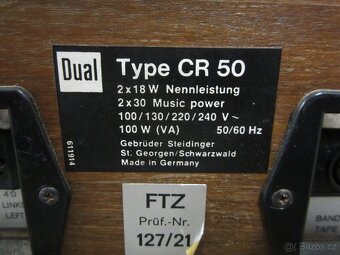 Dual
Type CR 50
2x18 W Nennleistung
2x30 Music power
100/130/220/240 V~
100 W (VA) 50/60 Hz
Gebrüder Steidinger
St. Georgen/Schwarzwald
Made in Germany
611914
4Ω
LINKS
LEFT
BAND
TAPE
FTZ
Prüf.-Nr.
127/21